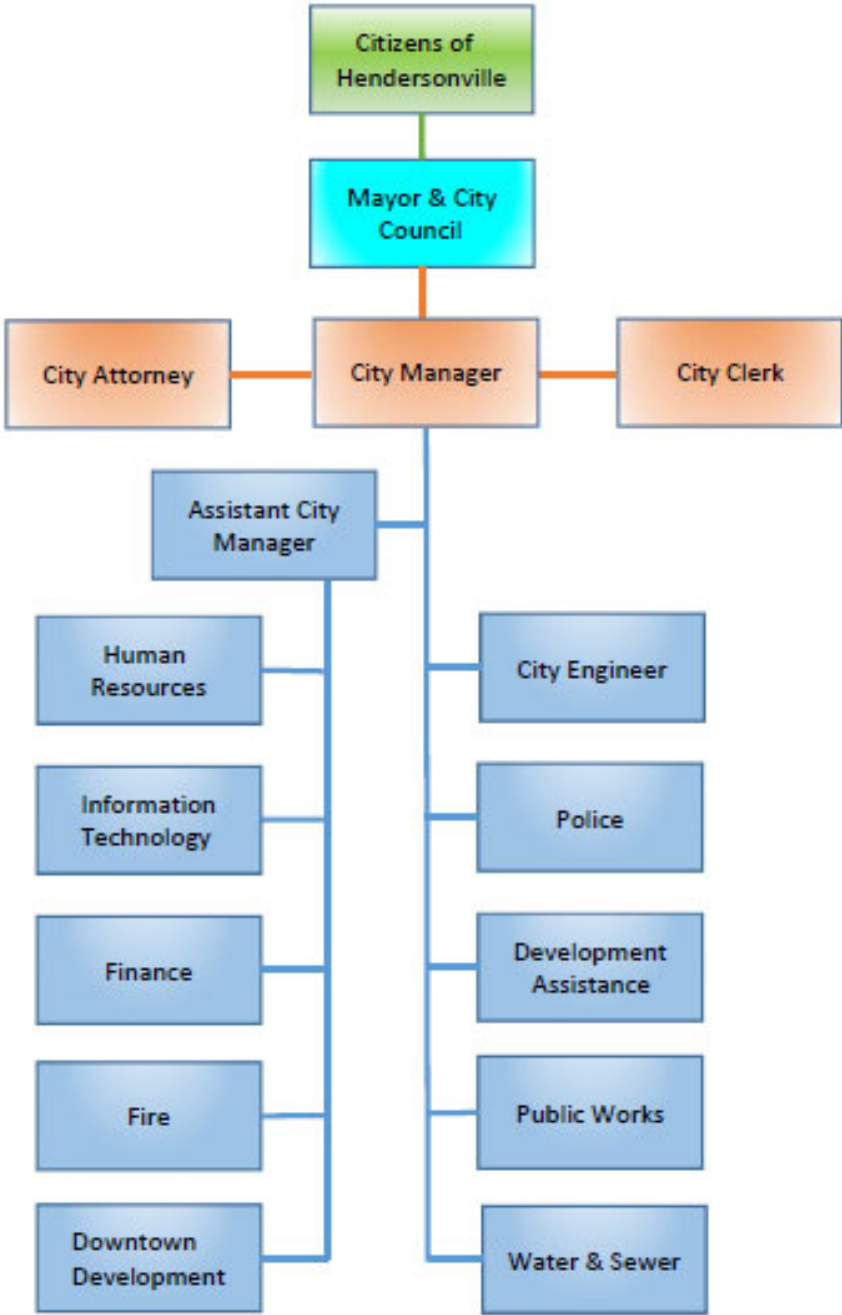 Citizens of
Hendersonville
Mayor & City
Council
City Attorney
City Manager
City Clerk
Assistant City
Manager
Human
Resources
City Engineer
Information
Technology
Police
Finance
Development
Assistance
Fire
Public Works
Downtown
Development
Water & Sewer